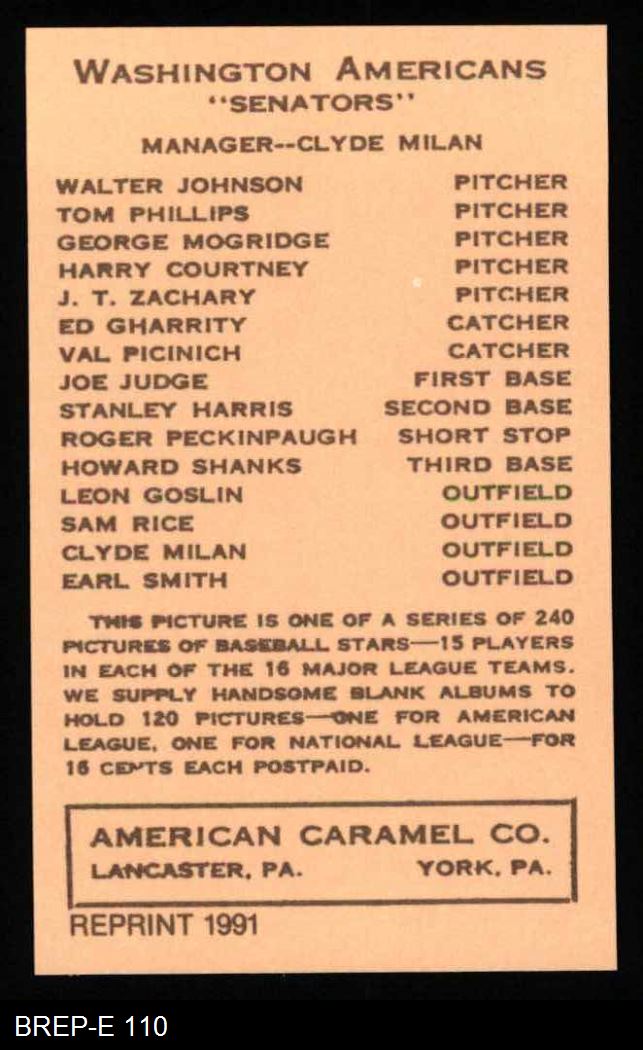 WASHINGTON AMERICANS
"SENATORS"
MANAGER--CLYDE MILAN
WALTER JOHNSON PITCHER
TOM PHILLIPS PITCHER
GEORGE MOGRIDGE PITCHER
HARRY COURTNEY PITCHER
J. T. ZACHARY PITCHER
ED GHARRITY CATCHER
VAL PICINICH CATCHER
JOE JUDGE FIRST BASE
STANLEY HARRIS SECOND BASE
ROGER PECKINPAUGH SHORT STOP
HOWARD SHANKS THIRD BASE
LEON GOSLIN OUTFIELD
SAM RICE OUTFIELD
CLYDE MILAN OUTFIELD
EARL SMITH OUTFIELD
THIS PICTURE IS ONE OF A SERIES OF 240
PICTURES OF BASEBALL STARS—15 PLAYERS
IN EACH OF THE 16 MAJOR LEAGUE TEAMS.
WE SUPPLY HANDSOME BLANK ALBUMS TO
HOLD 120 PICTURES—ONE FOR AMERICAN
LEAGUE, ONE FOR NATIONAL LEAGUE—FOR
16 CENTS EACH POSTPAID.
AMERICAN CARAMEL CO.
LANCASTER, PA. YORK, PA.
REPRINT 1991
BREP-E 110